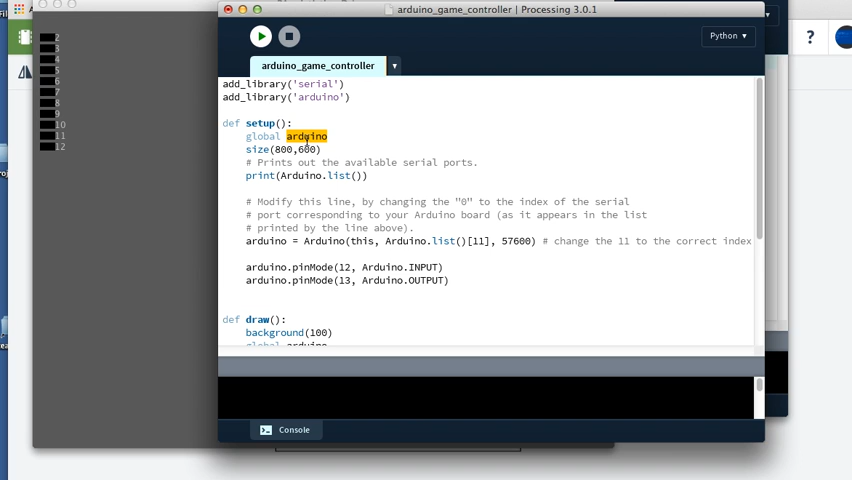 arduino_game_controller | Processing 3.0.1
Python ▾
?
arduino_game_controller
add_library('serial')
add_library('arduino')
def setup():
global arduino
size(800,600)
# Prints out the available serial ports.
print(Arduino.list())
# Modify this line, by changing the "0" to the index of the serial
# port corresponding to your Arduino board (as it appears in the list
# printed by the line above).
arduino = Arduino(this, Arduino.list()[11], 57600) # change the 11 to the correct index
arduino.pinMode(12, Arduino.INPUT)
arduino.pinMode(13, Arduino.OUTPUT)
def draw():
background(100)
global arduino
Console
2
3
4
5
6
7
8
9
10
11
12